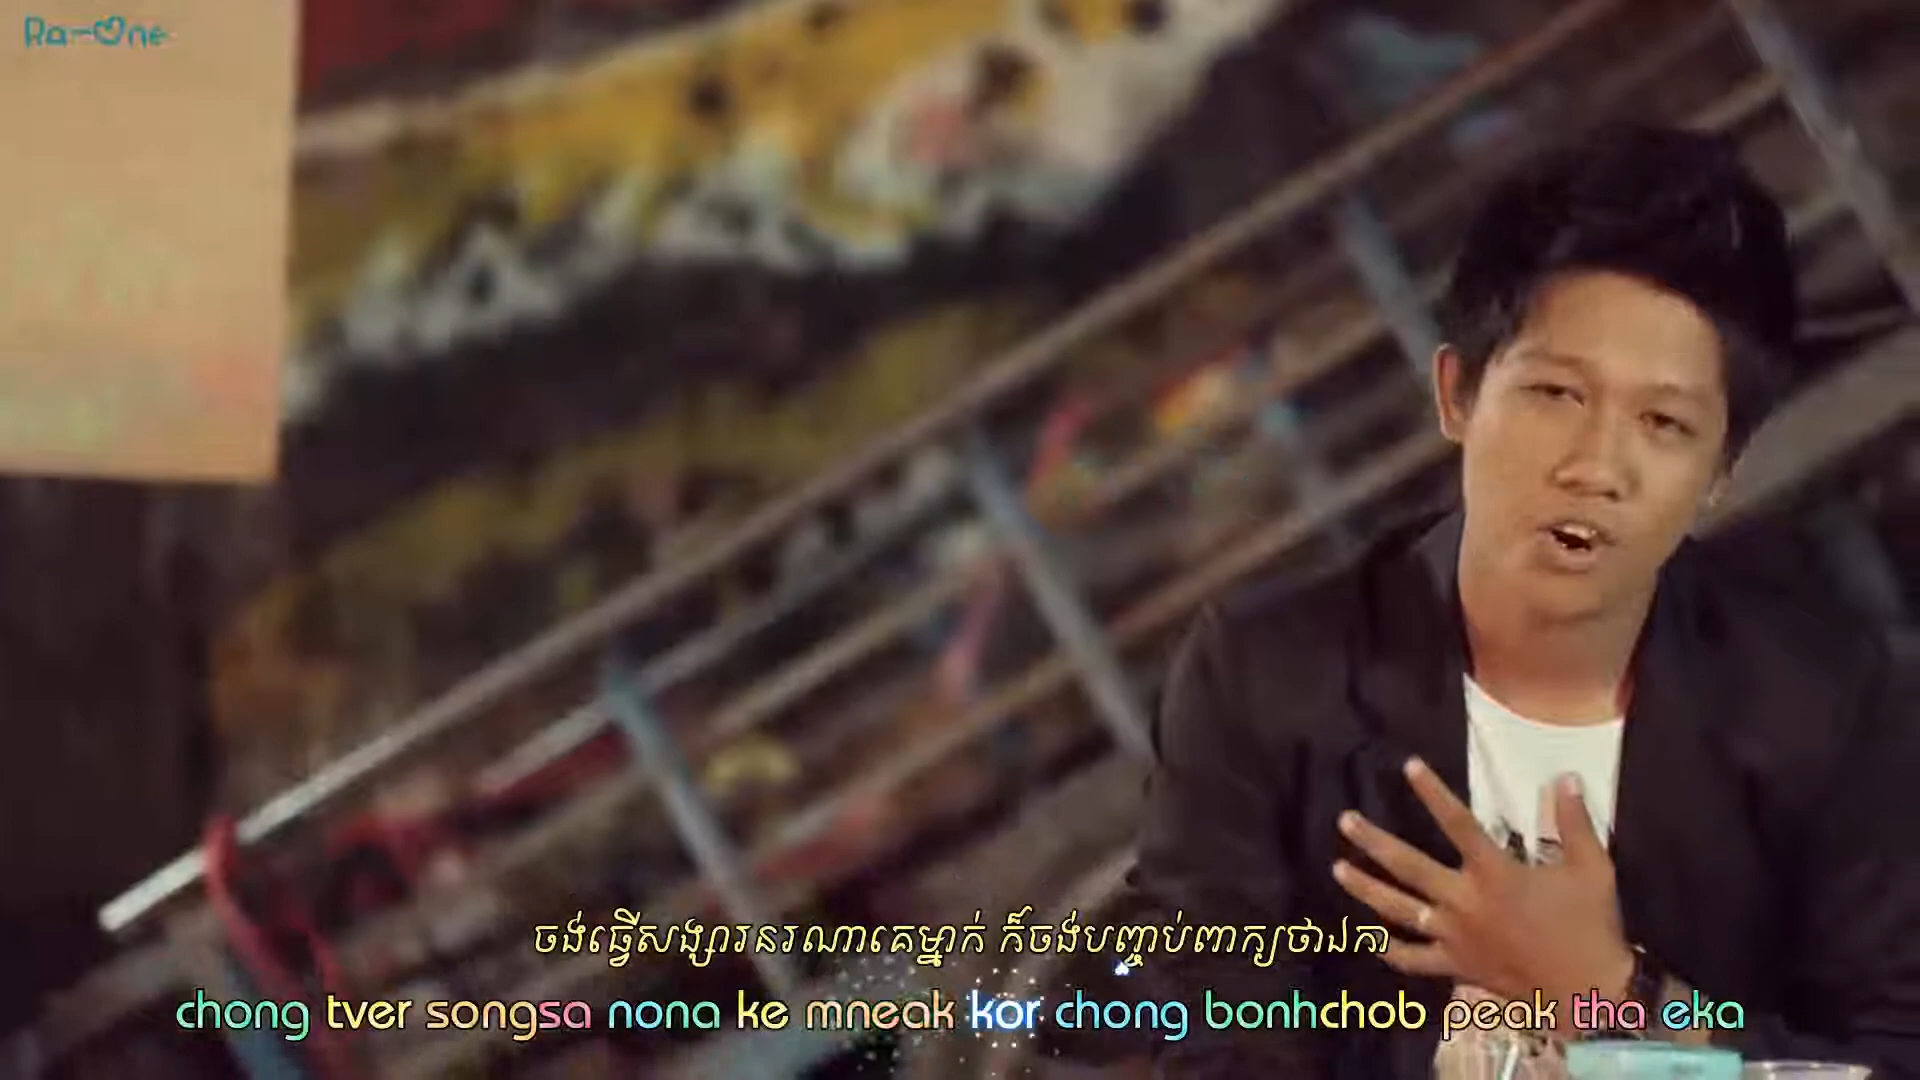 Ra-One
ចង់ធ្វើសង្សារនរណាគេម្នាក់ ក៏ចង់បញ្ចប់ពាក្យថាឯកា
chong tver songsa nona ke mneak kor chong bonhchob peak tha eka